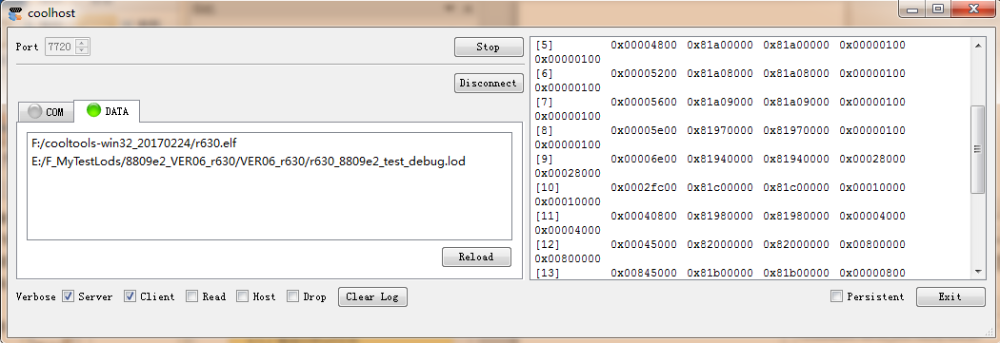 coolhost
Port 7720 Stop
Disconnect
COM DATA
F:/cooltools-win32_20170224/r630.elf
E:/F_MyTestLods/8809e2_VER06_r630/VER06_r630/r630_8809e2_test_debug.lod
Reload
[5] 0x00004800 0x81a00000 0x81a00000 0x00000100
0x00000100
[6] 0x00005200 0x81a08000 0x81a08000 0x00000100
0x00000100
[7] 0x00005600 0x81a09000 0x81a09000 0x00000100
0x00000100
[8] 0x00005e00 0x81970000 0x81970000 0x00000100
0x00000100
[9] 0x00006e00 0x81940000 0x81940000 0x00028000
0x00028000
[10] 0x0002fc00 0x81c00000 0x81c00000 0x00010000
0x00010000
[11] 0x00040800 0x81980000 0x81980000 0x00004000
0x00004000
[12] 0x00045000 0x82000000 0x82000000 0x00800000
0x00800000
[13] 0x00845000 0x81b00000 0x81b00000 0x00000800
Verbose Server Client Read Host Drop Clear Log Persistent Exit